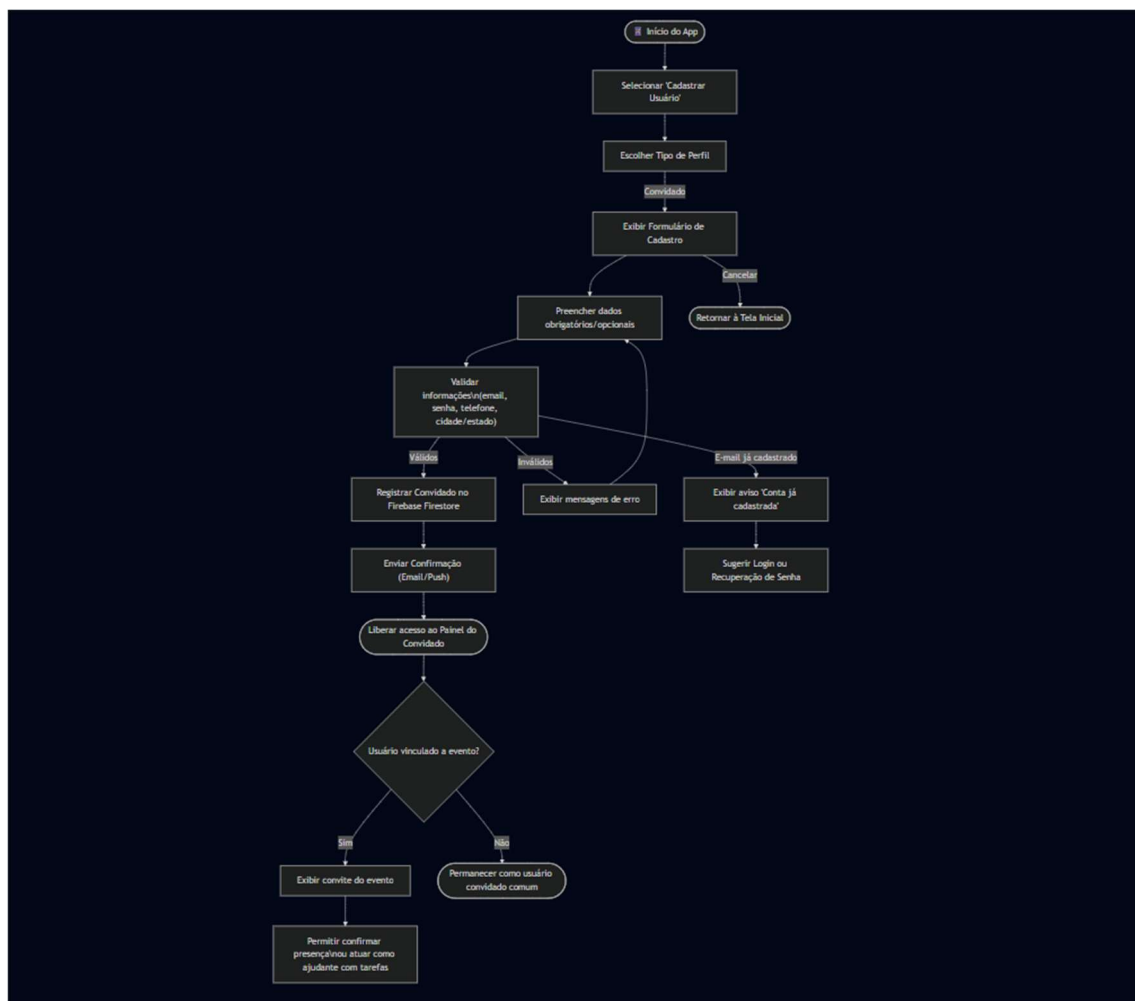 Início do App
Selecionar 'Cadastrar
Usuário'
Escolher Tipo de Perfil
Convidado
Exibir Formulário de
Cadastro
Cancelar
Preencher dados
obrigatórios/opcionais
Retornar à Tela Inicial
Validar
informações\n(email,
senha, telefone,
cidade/estado)
Válidos
Inválidos
E-mail já cadastrado
Registrar Convidado no
Firebase Firestore
Exibir mensagens de erro
Exibir aviso 'Conta já
cadastrada'
Enviar Confirmação
(Email/Push)
Sugerir Login ou
Recuperação de Senha
Liberar acesso ao Painel do
Convidado
Usuário vinculado a evento?
Sim
Não
Exibir convite do evento
Permanecer como usuário
convidado comum
Permitir confirmar
presença\nou atuar como
ajudante com tarefas